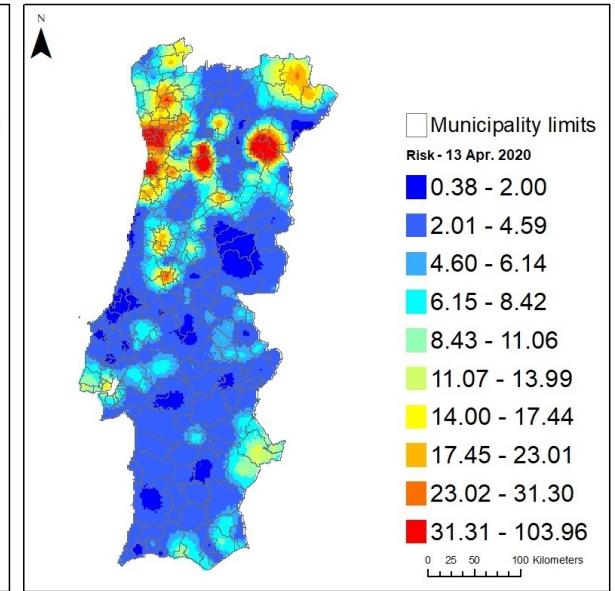 N
Municipality limits
Risk - 13 Apr. 2020
0.38 - 2.00
2.01 - 4.59
4.60 - 6.14
6.15 - 8.42
8.43 - 11.06
11.07 - 13.99
14.00 - 17.44
17.45 - 23.01
23.02 - 31.30
31.31 - 103.96
0 25 50 100 Kilometers